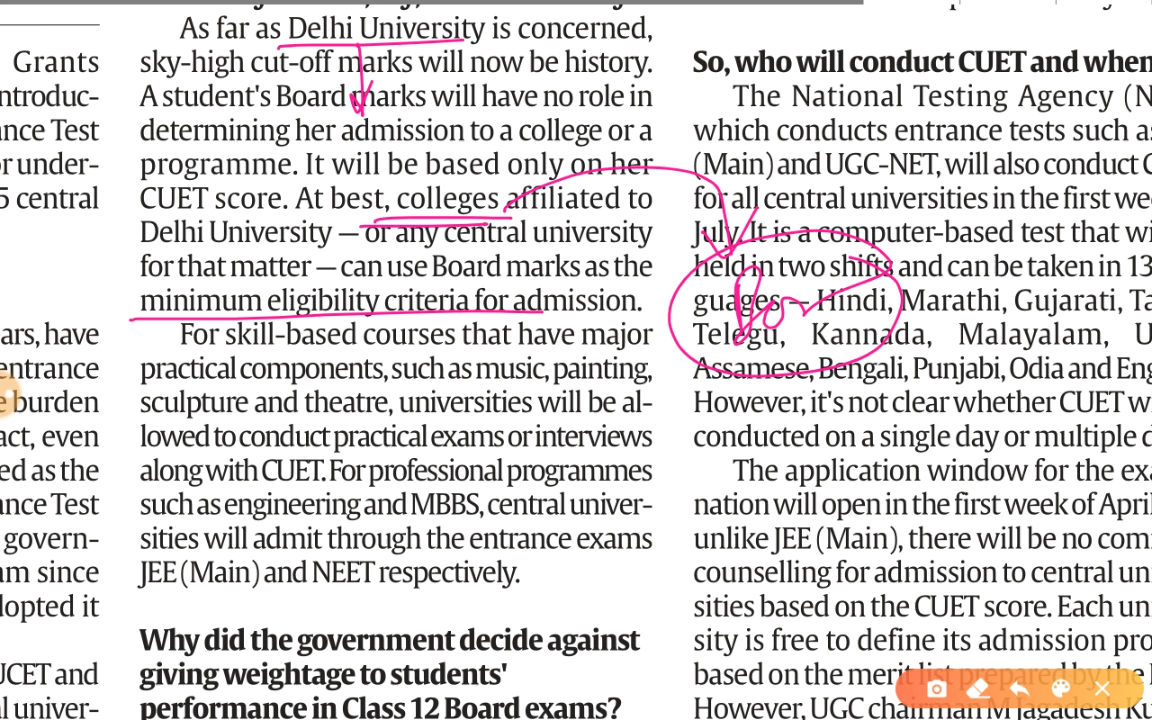 Grants
ntroduc-
ance Test
or under-
5 central
ars, have
entrance
e burden
act, even
ed as the
ance Test
govern-
am since
dopted it
UCET and
al univer-
As far as Delhi University is concerned,
sky-high cut-off marks will now be history.
A student's Board marks will have no role in
determining her admission to a college or a
programme. It will be based only on her
CUET score. At best, colleges affiliated to
Delhi University — or any central university
for that matter — can use Board marks as the
minimum eligibility criteria for admission.
For skill-based courses that have major
practical components, such as music, painting,
sculpture and theatre, universities will be al-
lowed to conduct practical exams or interviews
along with CUET. For professional programmes
such as engineering and MBBS, central univer-
sities will admit through the entrance exams
JEE (Main) and NEET respectively.
Why did the government decide against
giving weightage to students'
performance in Class 12 Board exams?
So, who will conduct CUET and when
The National Testing Agency (N
which conducts entrance tests such as
(Main) and UGC-NET, will also conduct C
for all central universities in the first we
July. It is a computer-based test that wi
held in two shifts and can be taken in 13
guages — Hindi, Marathi, Gujarati, Ta
Telegu, Kannada, Malayalam, U
Assamese, Bengali, Punjabi, Odia and Eng
However, it's not clear whether CUET w
conducted on a single day or multiple d
The application window for the exa
nation will open in the first week of April
unlike JEE (Main), there will be no com
counselling for admission to central un
sities based on the CUET score. Each un
sity is free to define its admission pro
based on the merit list prepared by the
However, UGC chairman M Jagadesh Ku